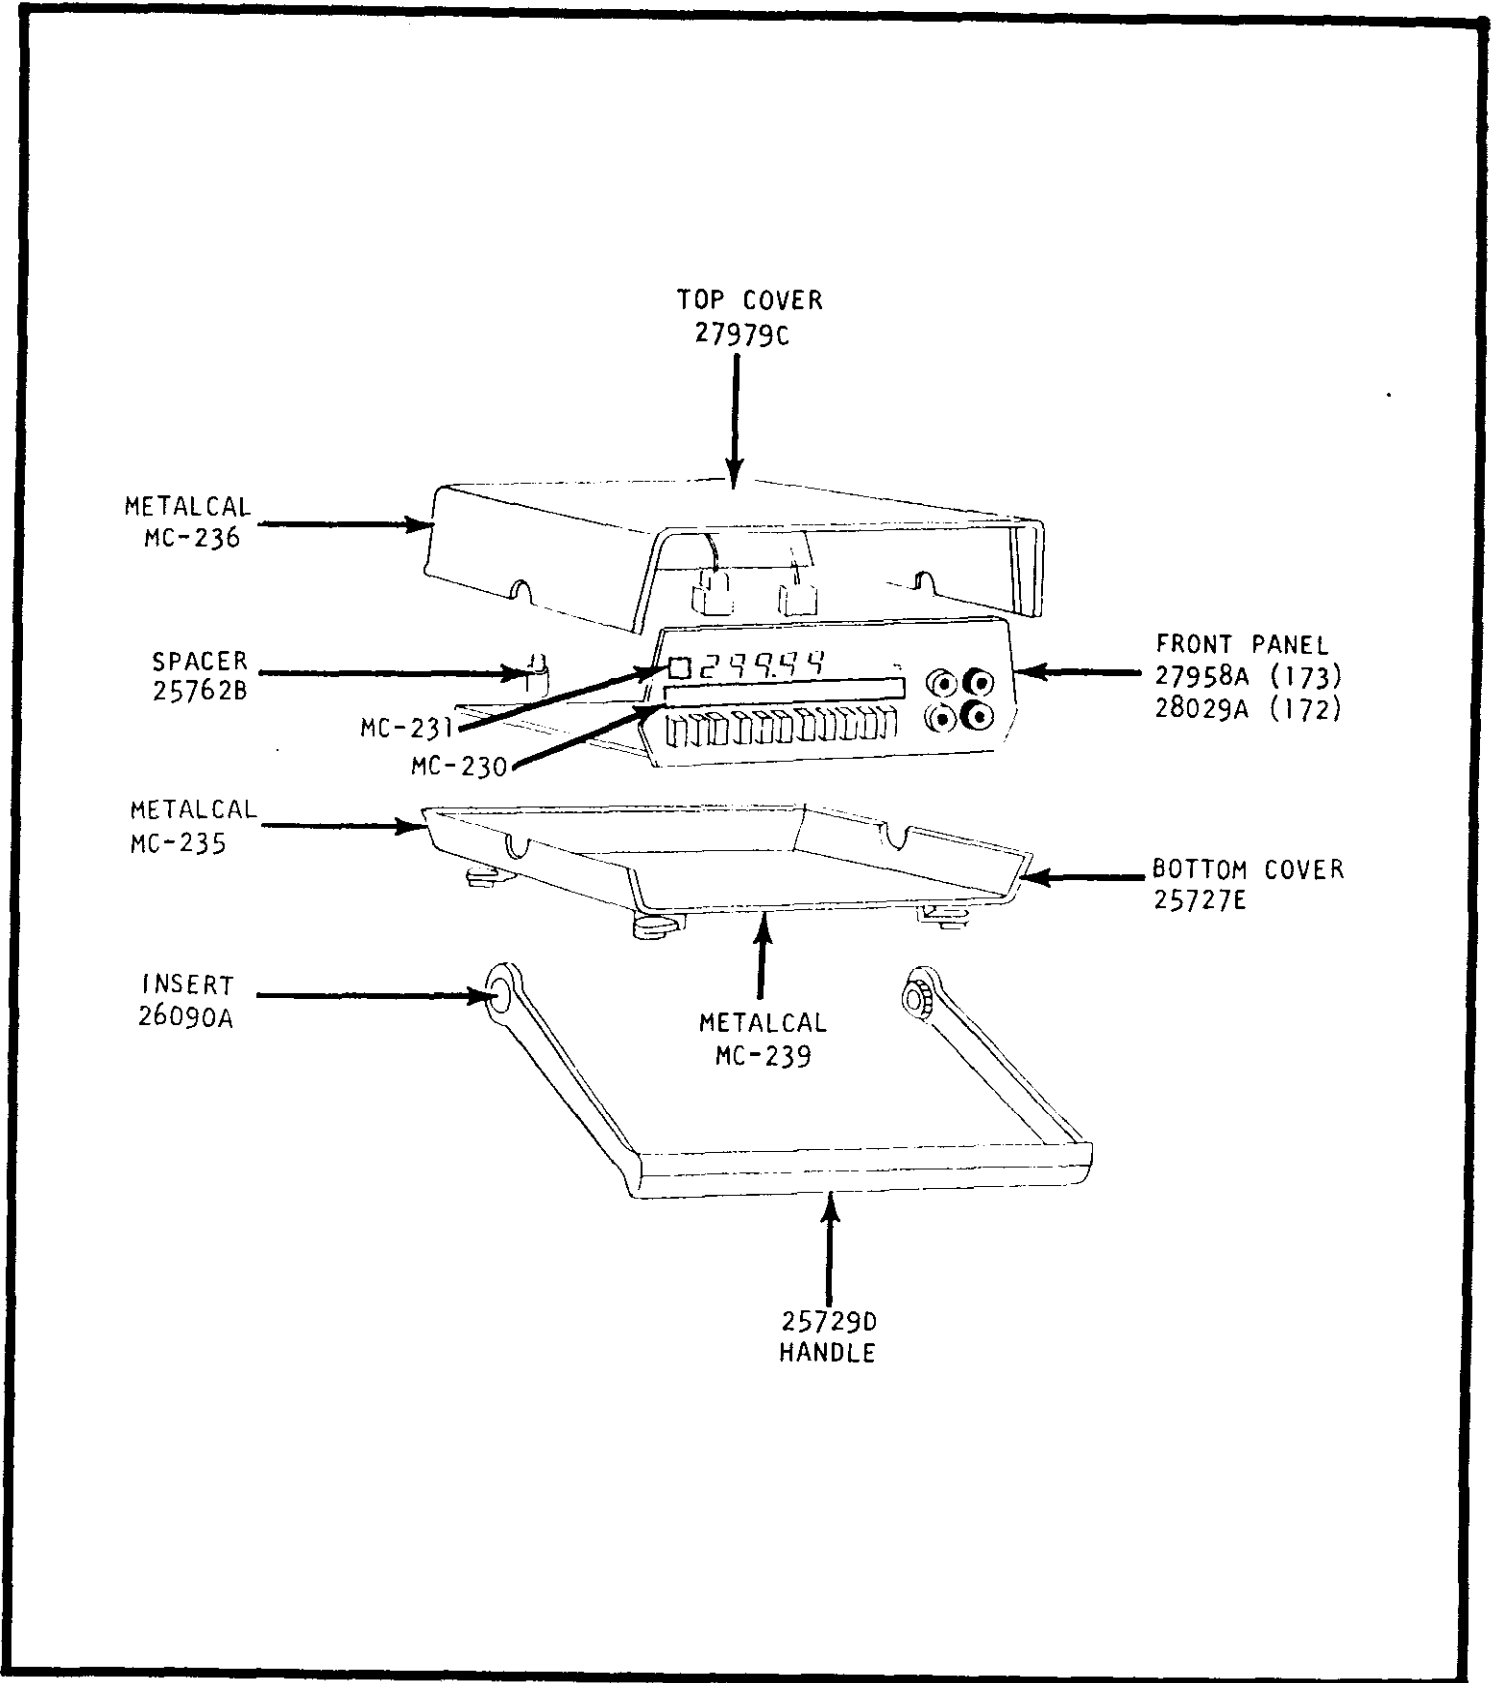 TOP COVER
27979C
METALCAL
MC-236
SPACER
25762B
FRONT PANEL
27958A (173)
28029A (172)
MC-231
MC-230
METALCAL
MC-235
BOTTOM COVER
25727E
INSERT
26090A
METALCAL
MC-239
25729D
HANDLE